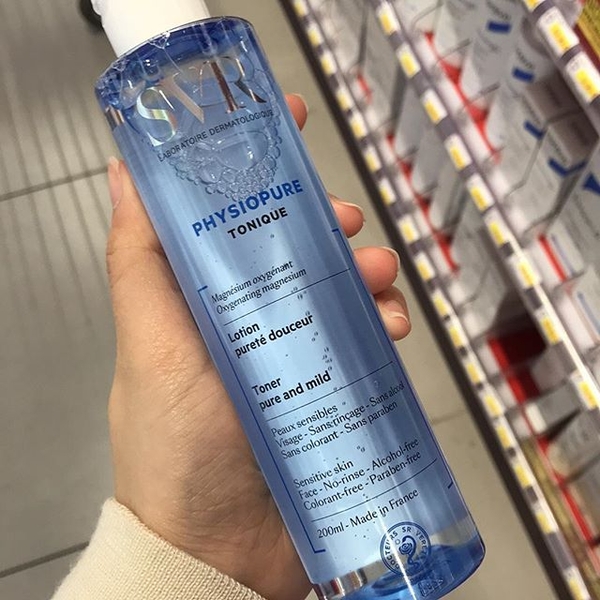 SVR
LABORATOIRE DERMATOLOGIQUE
PHYSIOPURE
TONIQUE
Magnésium oxygénant
Oxygenating magnesium
Lotion
pureté douceur
Toner
pure and mild
Peaux sensibles
Visage - Sans rinçage - Sans alcool
Sans colorant - Sans paraben
Sensitive skin
Face - No-rinse - Alcohol-free
Colorant-free - Paraben-free
200ml - Made in France